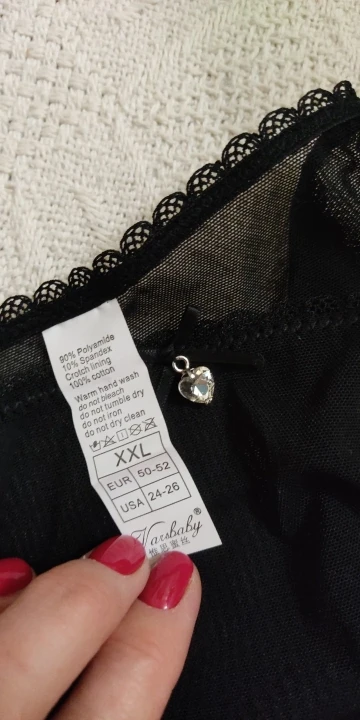 90% Polyamide
10% Spandex
Crotch lining
100% cotton
Warm hand wash
do not bleach
do not tumble dry
do not iron
do not dry clean
XXL
EUR 50-52
USA 24-26
Varsbaby®